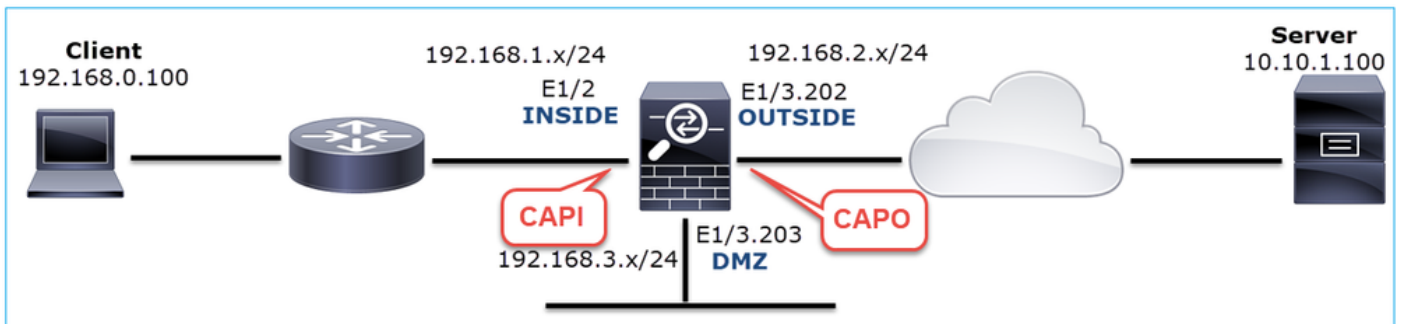 Client
192.168.0.100
192.168.1.x/24
E1/2
INSIDE
192.168.2.x/24
E1/3.202
OUTSIDE
Server
10.10.1.100
CAPI
CAPO
E1/3.203
192.168.3.x/24
DMZ